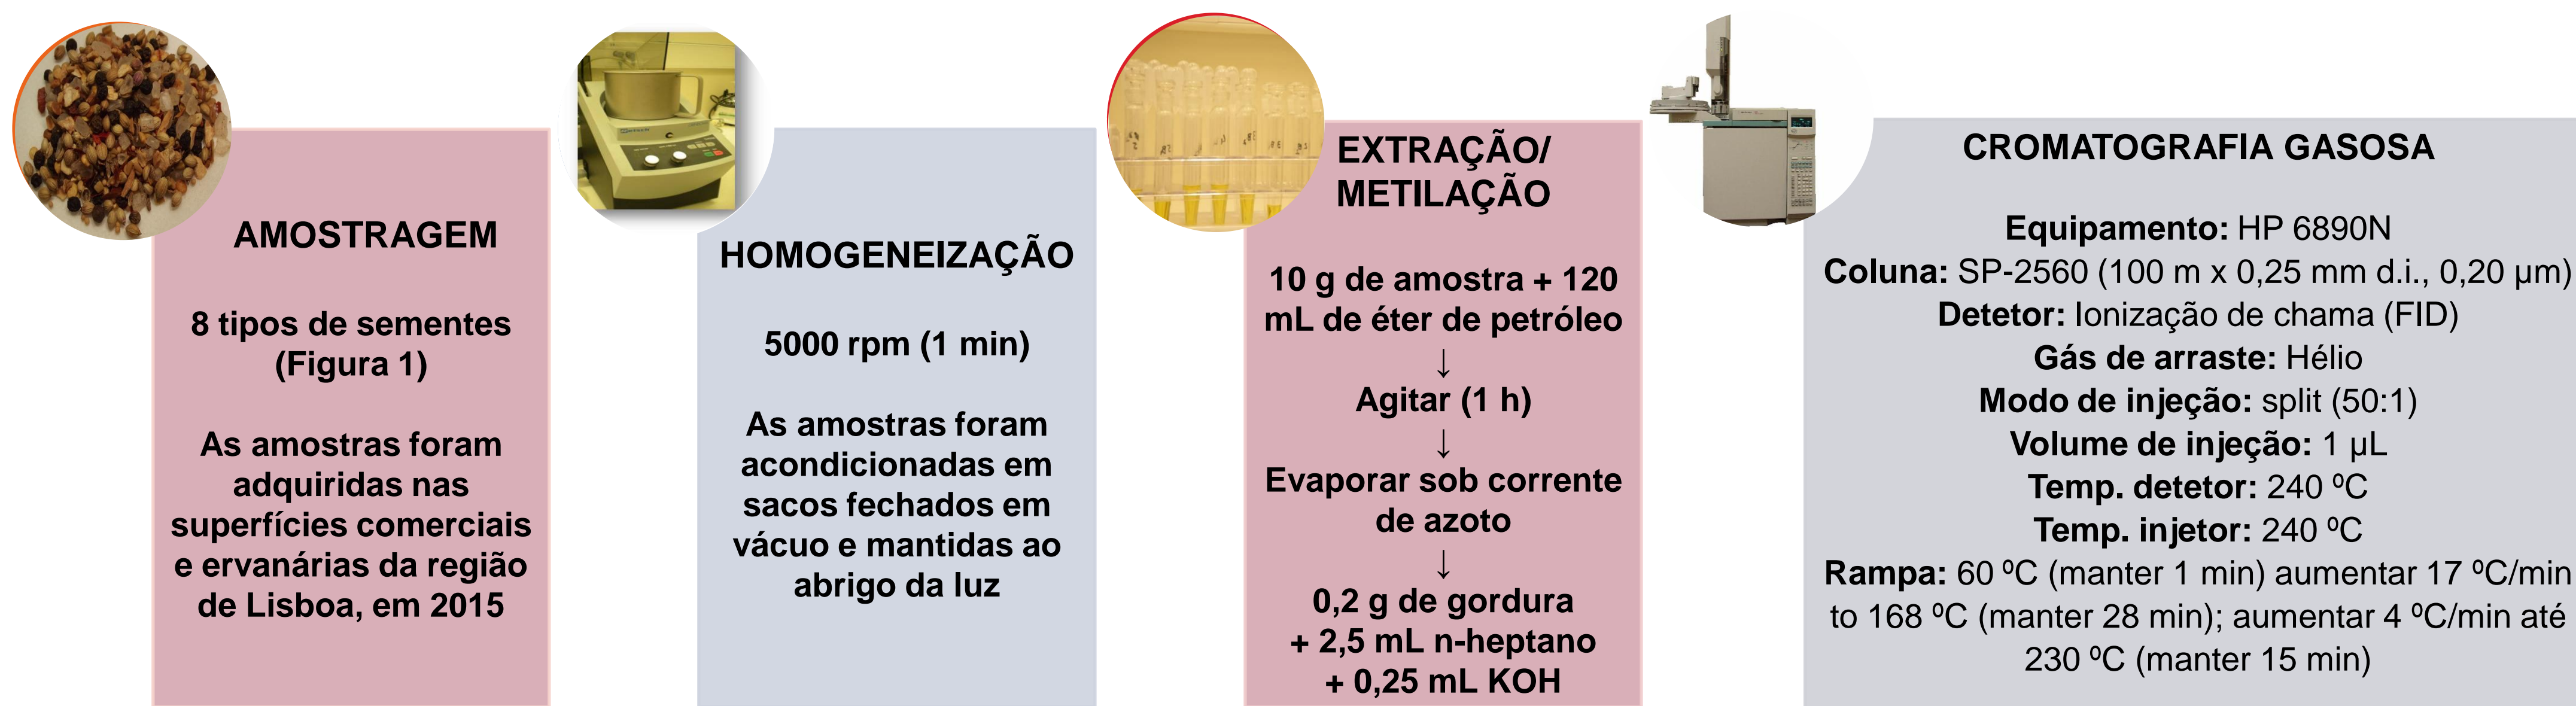 AMOSTRAGEM
8 tipos de sementes
(Figura 1)
As amostras foram
adquiridas nas
superfícies comerciais
e ervanárias da região
de Lisboa, em 2015
HOMOGENEIZAÇÃO
5000 rpm (1 min)
As amostras foram
acondicionadas em
sacos fechados em
vácuo e mantidas ao
abrigo da luz
EXTRAÇÃO/
METILAÇÃO
10 g de amostra + 120
mL de éter de petróleo
↓
Agitar (1 h)
↓
Evaporar sob corrente
de azoto
↓
0,2 g de gordura
+ 2,5 mL n-heptano
+ 0,25 mL KOH
CROMATOGRAFIA GASOSA
Equipamento: HP 6890N
Coluna: SP-2560 (100 m x 0,25 mm d.i., 0,20 µm)
Detetor: Ionização de chama (FID)
Gás de arraste: Hélio
Modo de injeção: split (50:1)
Volume de injeção: 1 µL
Temp. detetor: 240 ºC
Temp. injetor: 240 ºC
Rampa: 60 ºC (manter 1 min) aumentar 17 ºC/min
to 168 ºC (manter 28 min); aumentar 4 ºC/min até
230 ºC (manter 15 min)